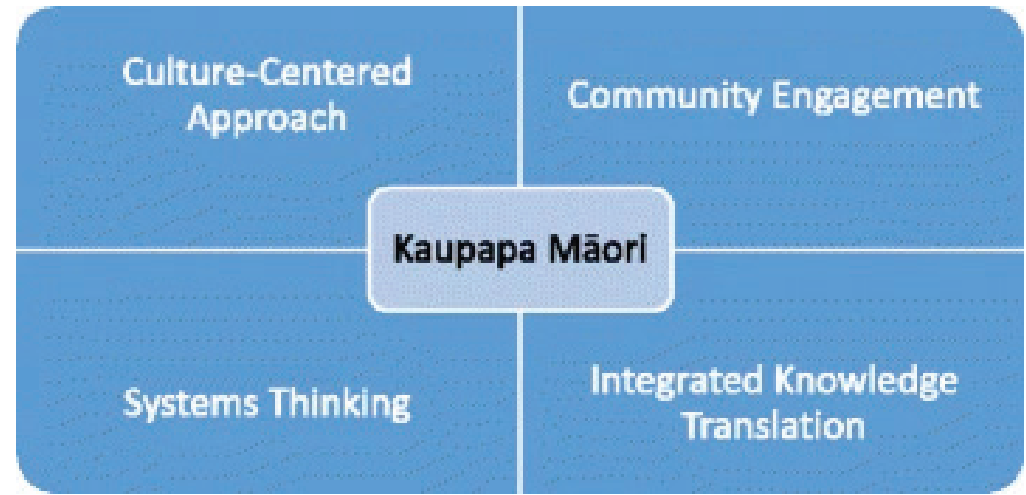 Culture-Centered
Approach
Community Engagement
Kaupapa Māori
Systems Thinking
Integrated Knowledge
Translation